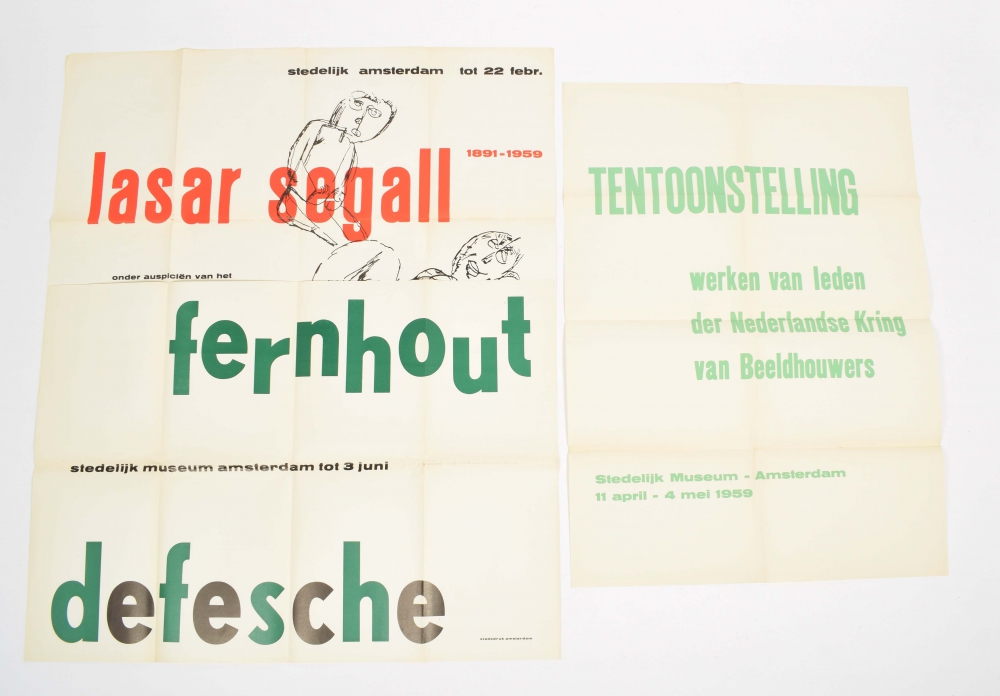 stedelijk amsterdam tot 22 febr.
1891-1959
lasar segall
onder auspiciën van het
fernhout
stedelijk museum amsterdam tot 3 juni
defesche
stadsdruk amsterdam
TENTOONSTELLING
werken van leden
der Nederlandse Kring
van Beeldhouwers
Stedelijk Museum - Amsterdam
11 april - 4 mei 1959